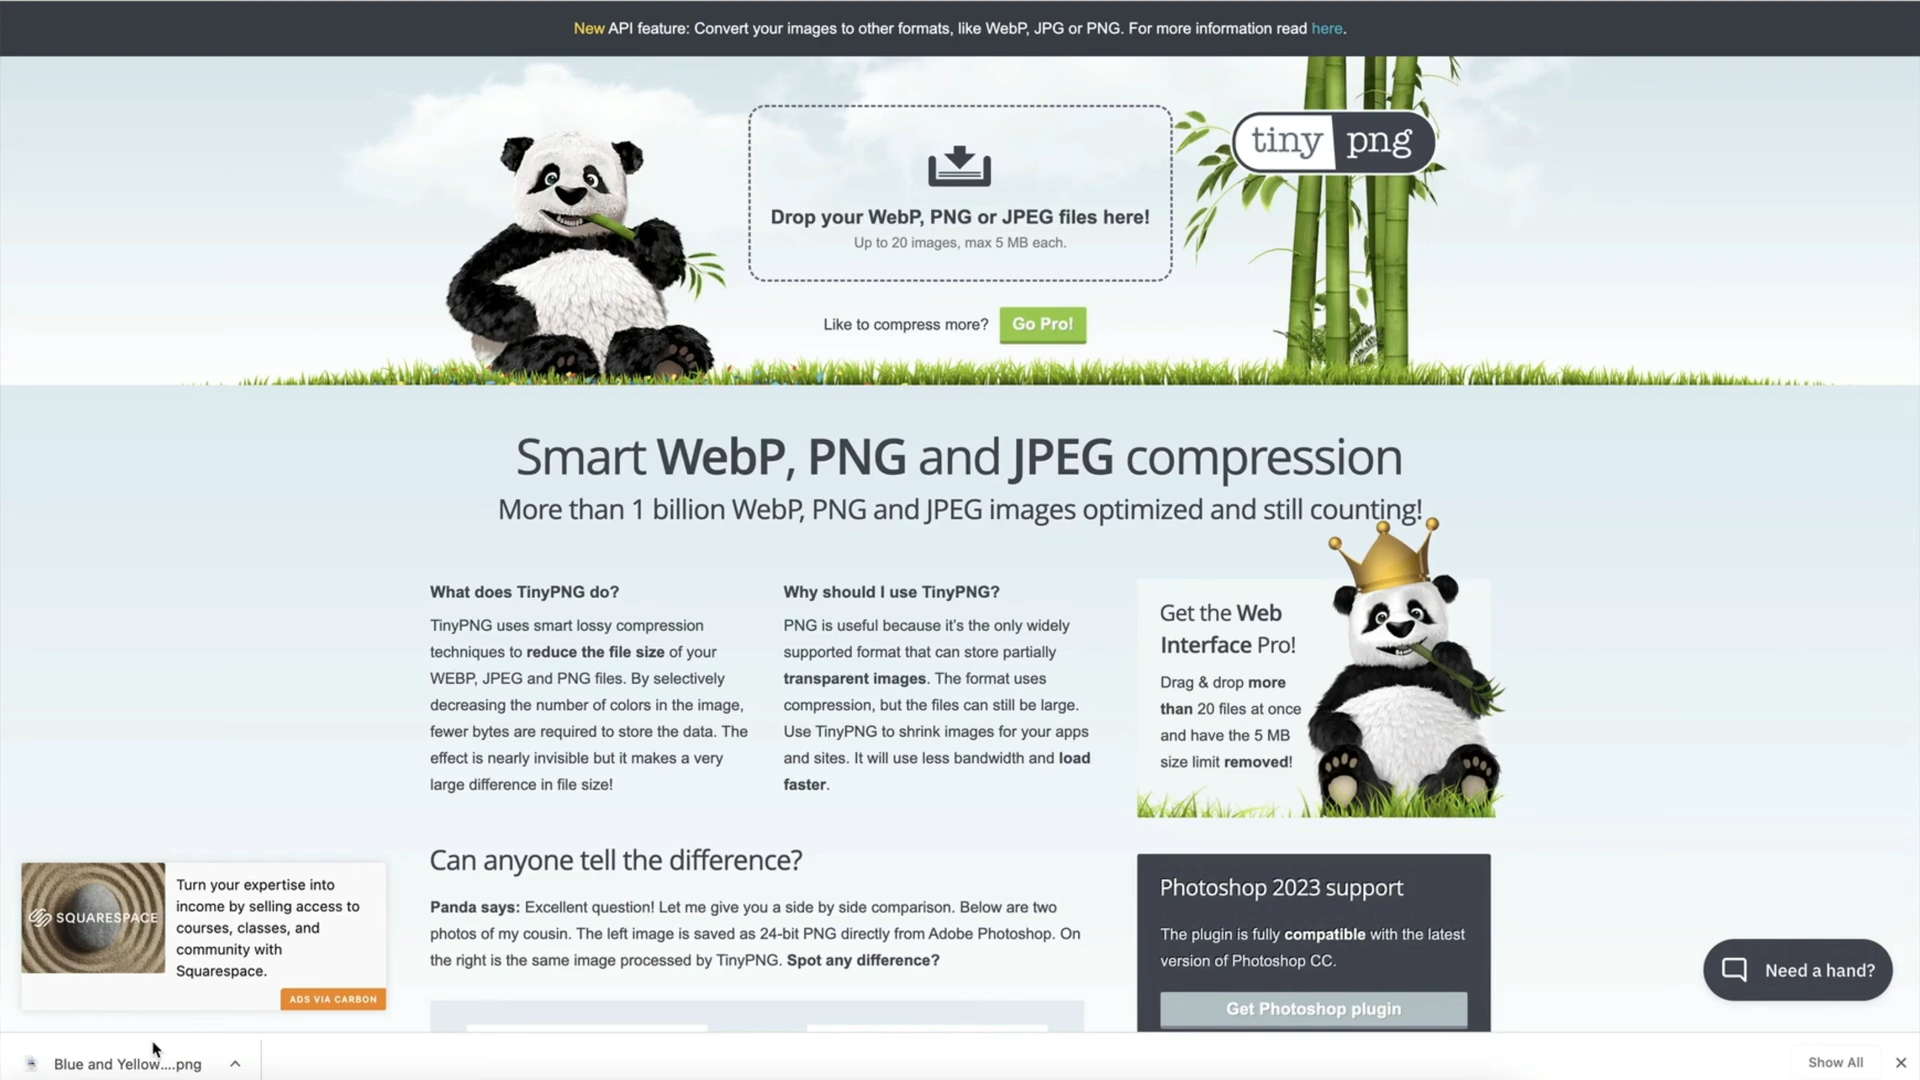 New API feature: Convert your images to other formats, like WebP, JPG or PNG. For more information read here.
tiny png
Drop your WebP, PNG or JPEG files here!
Up to 20 images, max 5 MB each.
Like to compress more? Go Pro!
Smart WebP, PNG and JPEG compression
More than 1 billion WebP, PNG and JPEG images optimized and still counting!
What does TinyPNG do?
TinyPNG uses smart lossy compression
techniques to reduce the file size of your
WEBP, JPEG and PNG files. By selectively
decreasing the number of colors in the image,
fewer bytes are required to store the data. The
effect is nearly invisible but it makes a very
large difference in file size!
Why should I use TinyPNG?
PNG is useful because it's the only widely
supported format that can store partially
transparent images. The format uses
compression, but the files can still be large.
Use TinyPNG to shrink images for your apps
and sites. It will use less bandwidth and load
faster.
Get the Web
Interface Pro!
Drag & drop more
than 20 files at once
and have the 5 MB
size limit removed!
Can anyone tell the difference?
Panda says: Excellent question! Let me give you a side by side comparison. Below are two
photos of my cousin. The left image is saved as 24-bit PNG directly from Adobe Photoshop. On
the right is the same image processed by TinyPNG. Spot any difference?
Photoshop 2023 support
The plugin is fully compatible with the latest
version of Photoshop CC.
Get Photoshop plugin
SQUARESPACE
Turn your expertise into
income by selling access to
courses, classes, and
community with
Squarespace.
ADS VIA CARBON
Need a hand?
Blue and Yellow....png
Show All